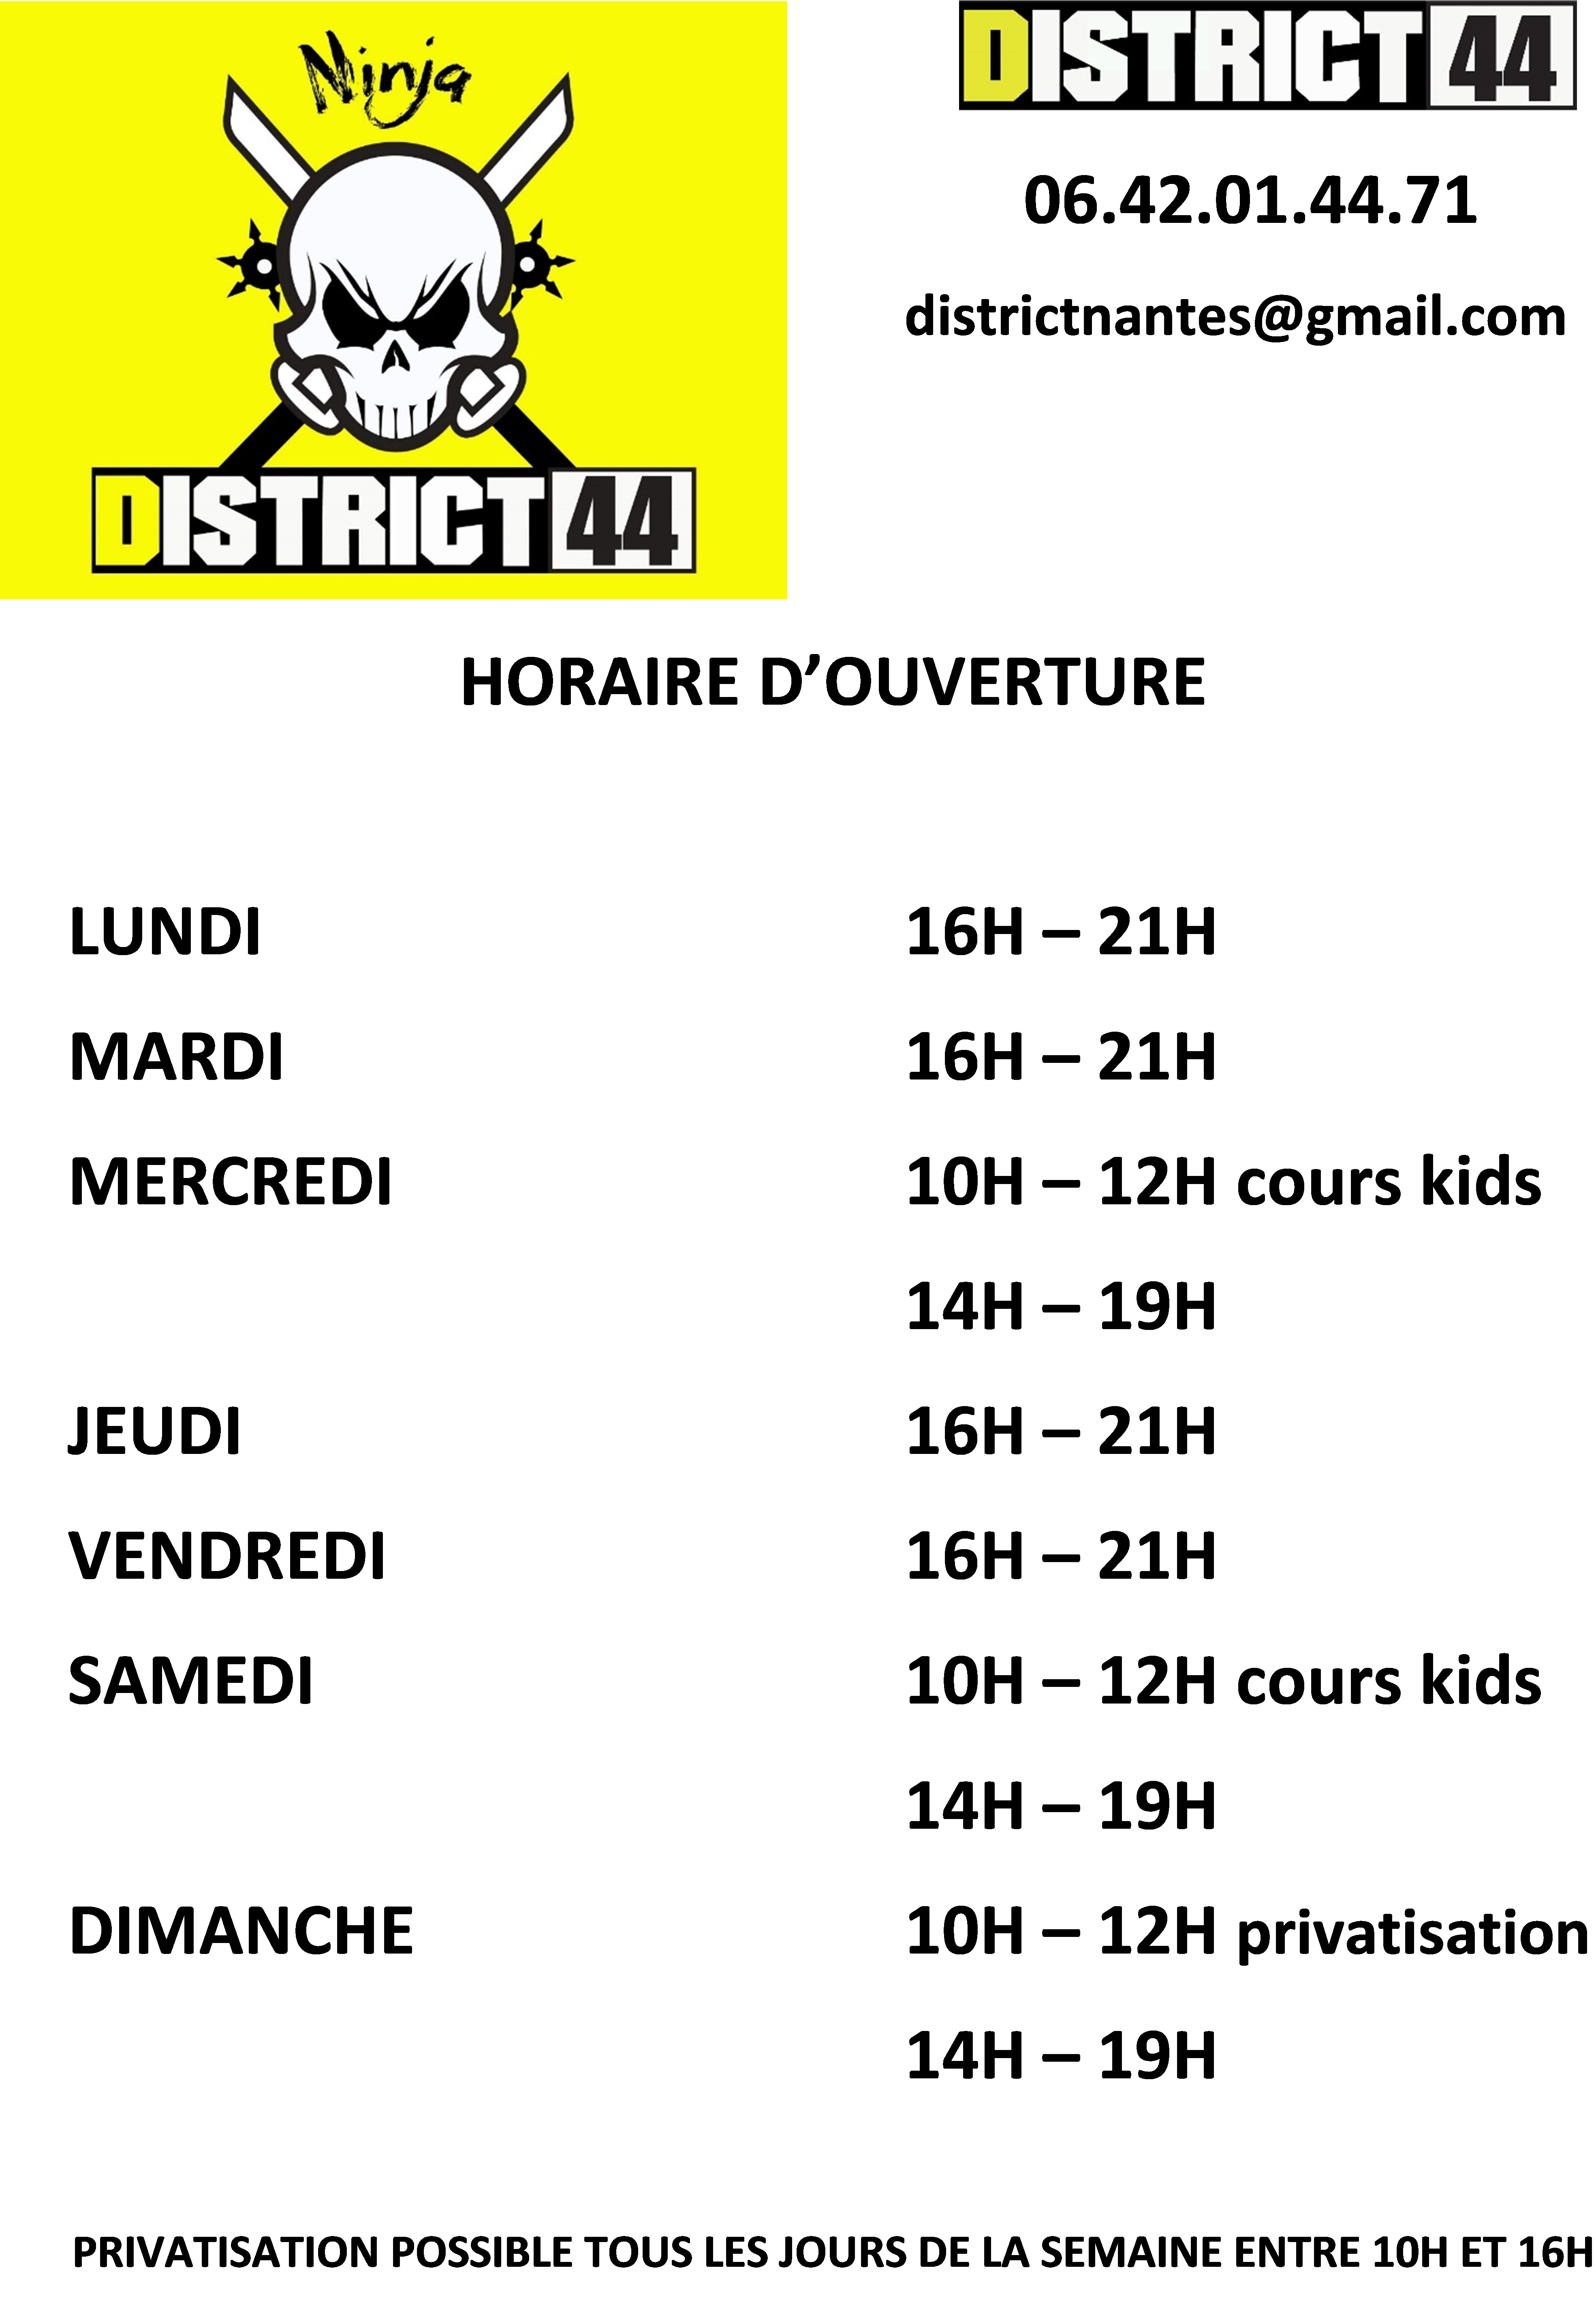 Ninja
DISTRICT 44
DISTRICT 44
06.42.01.44.71
districtnantes@gmail.com
HORAIRE D’OUVERTURE
LUNDI 16H – 21H
MARDI 16H – 21H
MERCREDI 10H – 12H cours kids
14H – 19H
JEUDI 16H – 21H
VENDREDI 16H – 21H
SAMEDI 10H – 12H cours kids
14H – 19H
DIMANCHE 10H – 12H privatisation
14H – 19H
PRIVATISATION POSSIBLE TOUS LES JOURS DE LA SEMAINE ENTRE 10H ET 16H